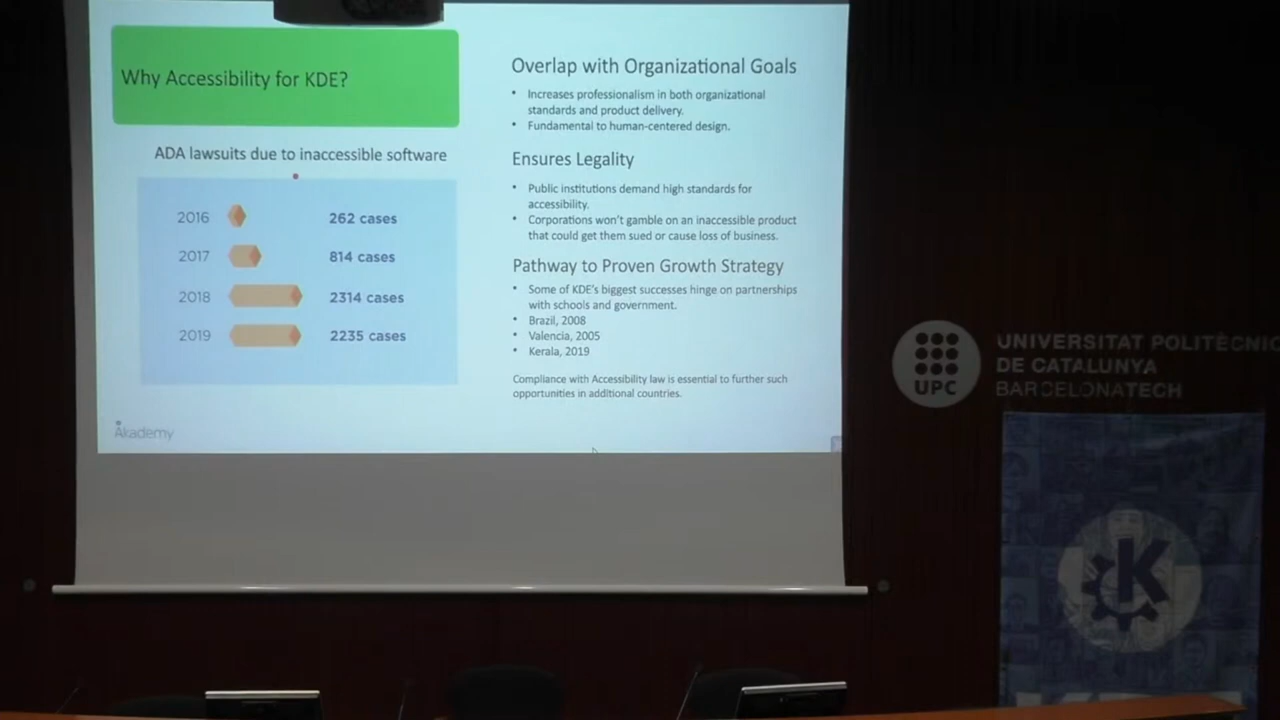 Why Accessibility for KDE?
ADA lawsuits due to inaccessible software
2016 262 cases
2017 814 cases
2018 2314 cases
2019 2235 cases
Akademy
Overlap with Organizational Goals
• Increases professionalism in both organizational
standards and product delivery.
• Fundamental to human-centered design.
Ensures Legality
• Public institutions demand high standards for
accessibility.
• Corporations won't gamble on an inaccessible product
that could get them sued or cause loss of business.
Pathway to Proven Growth Strategy
• Some of KDE's biggest successes hinge on partnerships
with schools and government.
• Brazil, 2008
• Valencia, 2005
• Kerala, 2019
Compliance with Accessibility law is essential to further such
opportunities in additional countries.
UPC
UNIVERSITAT POLITÈCNIC
DE CATALUNYA
BARCELONATECH
K